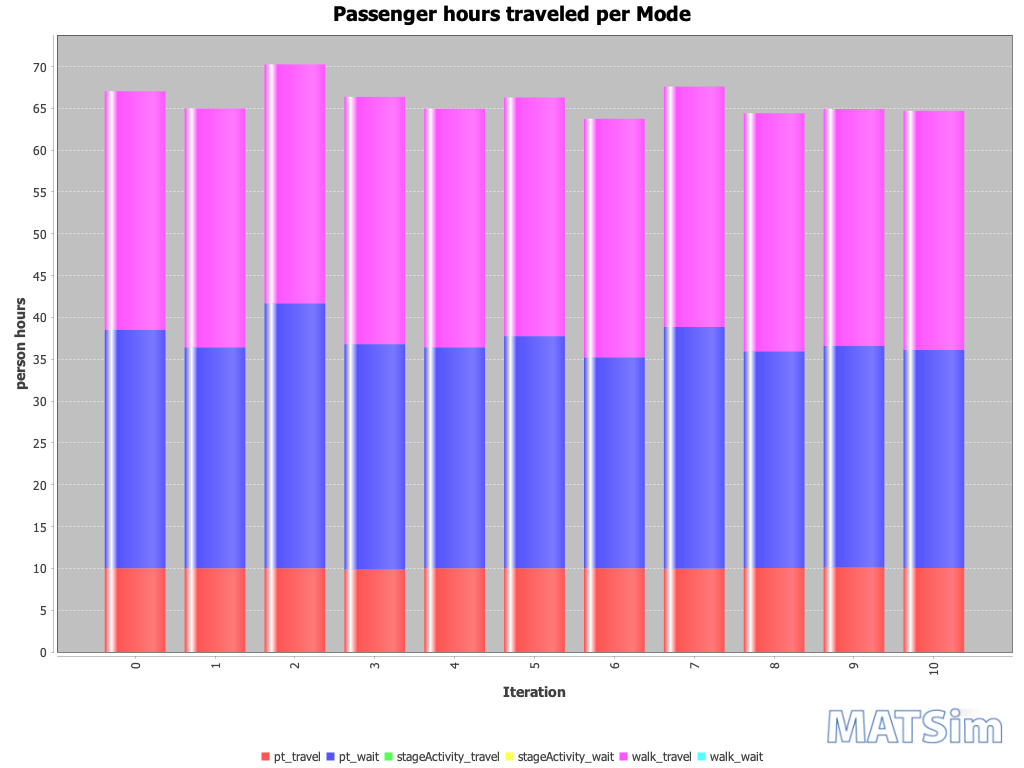 Passenger hours traveled per Mode
70
65
60
55
50
45
40
35
30
25
20
15
10
5
0
person hours
0 1 2 3 4 5 6 7 8 9 10
Iteration
MATSim
pt_travel pt_wait stageActivity_travel stageActivity_wait walk_travel walk_wait